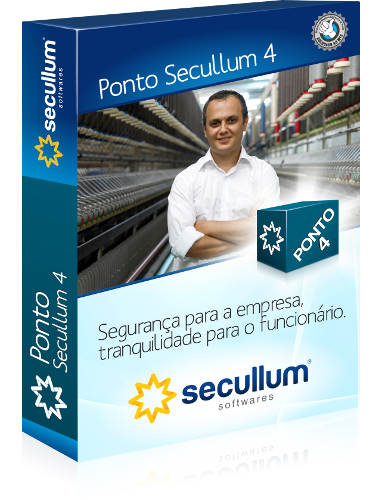 Ponto Secullum 4
secullum®
softwares
PONTO
4
Segurança para a empresa,
tranquilidade para o funcionário.
secullum®
softwares
Ponto
Secullum 4